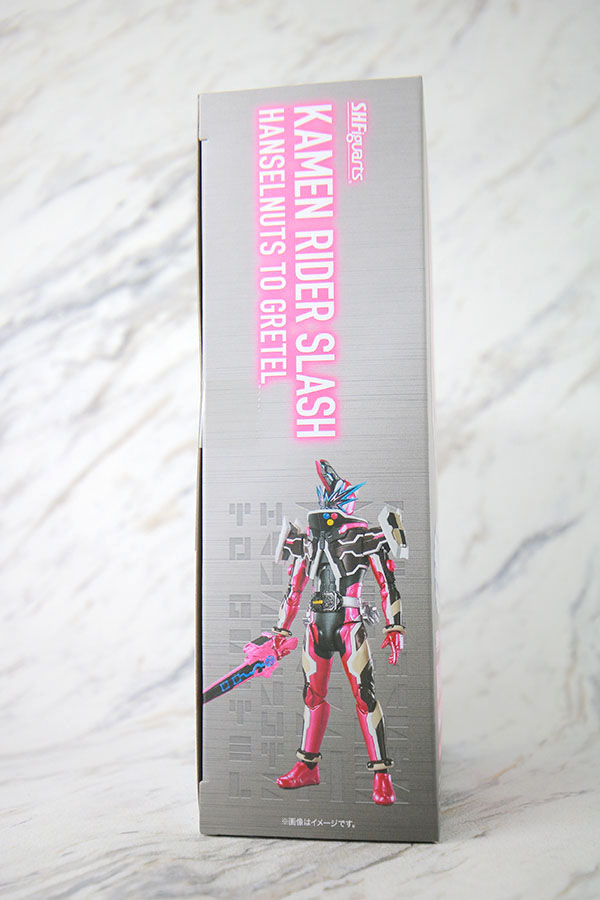 S.H.Figuarts
KAMEN RIDER SLASH
HANSELNUTS TO GRETEL
※画像はイメージです。